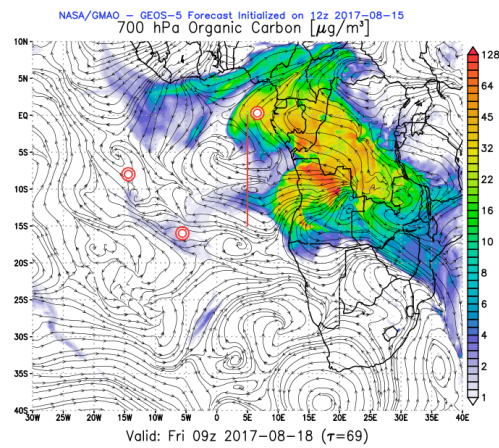 NASA/GMAO - GEOS-5 Forecast Initialized on 12z 2017-08-15
700 hPa Organic Carbon [μg/m³]
10N
5N
EQ
5S
10S
15S
20S
25S
30S
35S
40S
30W 25W 20W 15W 10W 5W 0 5E 10E 15E 20E 25E 30E 35E 40E
128
64
45
32
22
16
10
8
6
4
2
1
Valid: Fri 09z 2017-08-18 (τ=69)